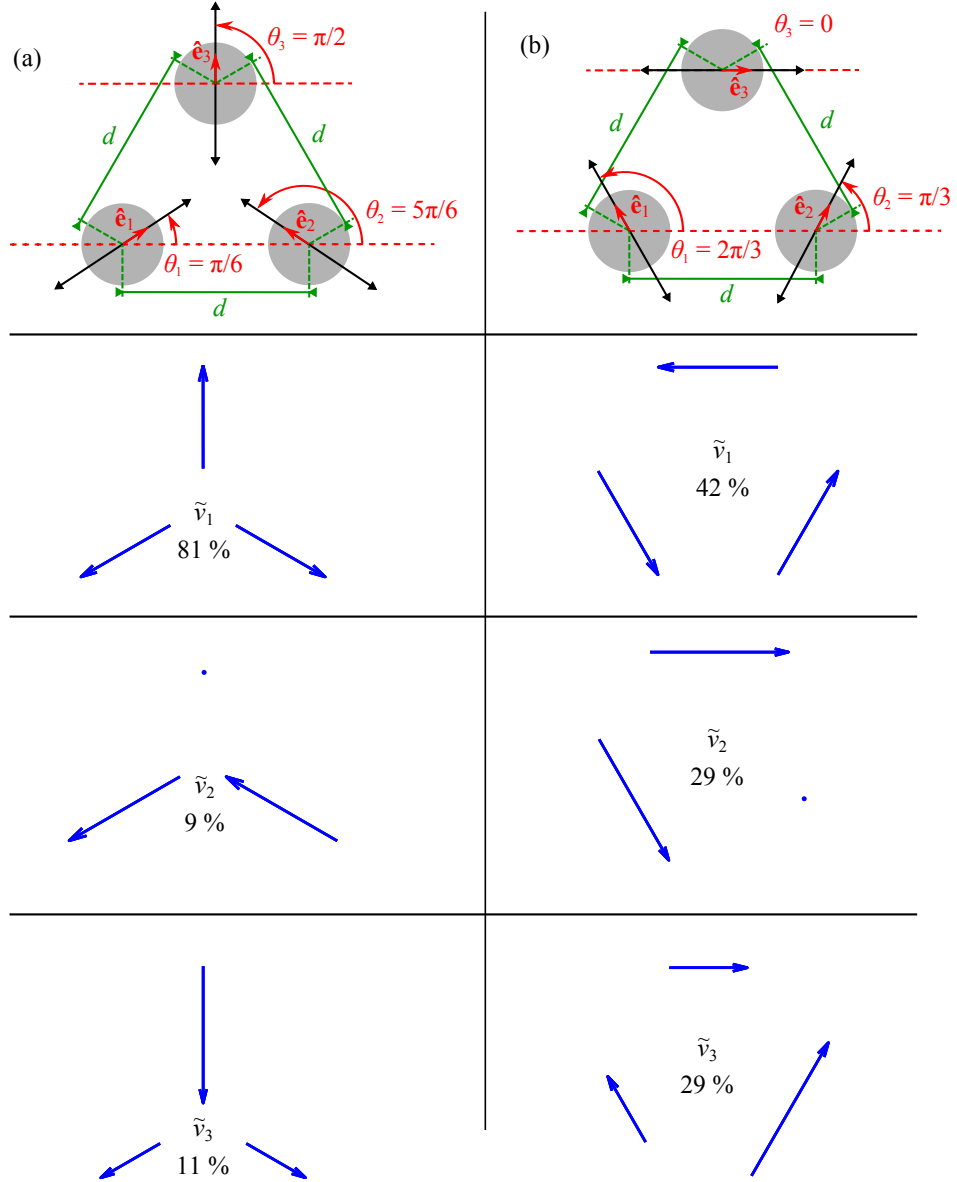 (a)
θ₃ = π/2
ê₃
d
d
ê₁
θ₁ = π/6
ê₂
θ₂ = 5π/6
d
(b)
θ₃ = 0
ê₃
d
d
ê₁
θ₁ = 2π/3
ê₂
θ₂ = π/3
d
ṽ₁
81 %
ṽ₁
42 %
ṽ₂
9 %
ṽ₂
29 %
ṽ₃
11 %
ṽ₃
29 %